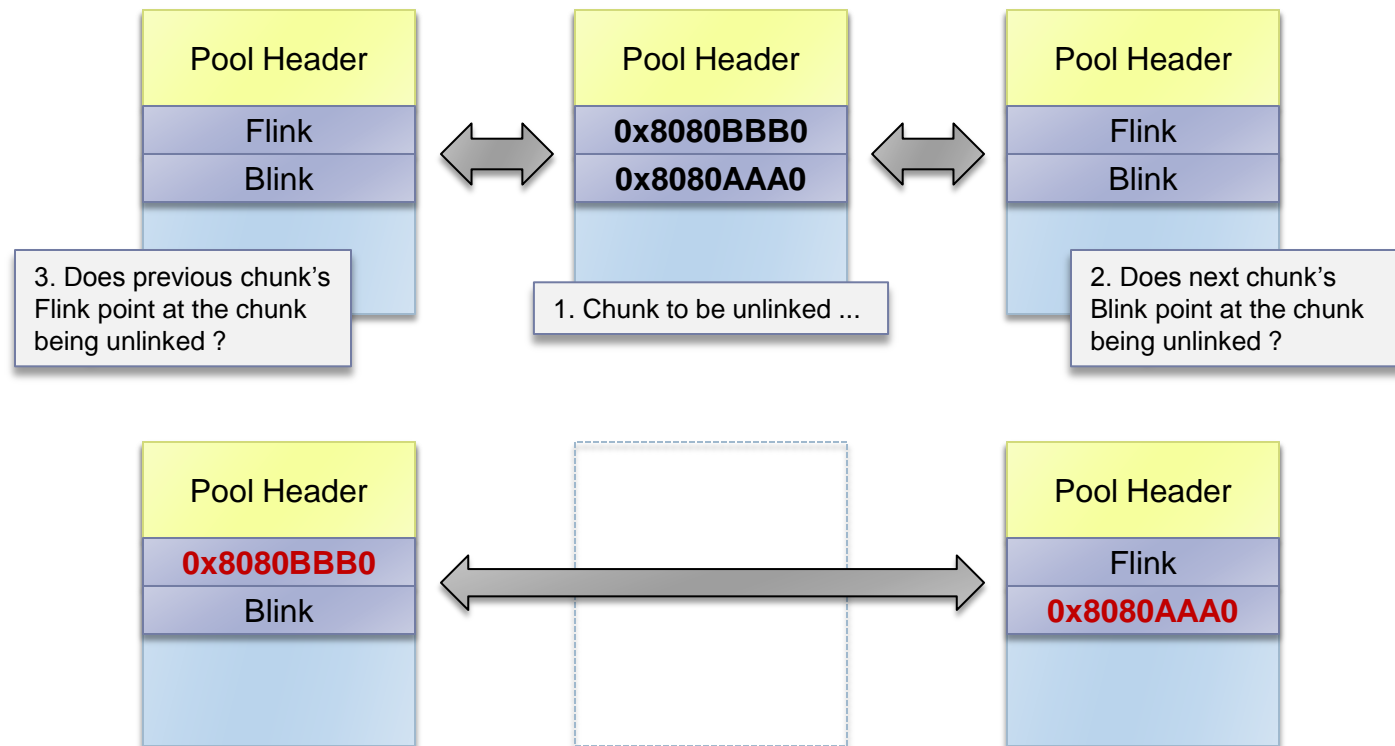 Pool Header
Flink
Blink
3. Does previous chunk's
Flink point at the chunk
being unlinked ?
Pool Header
0x8080BBB0
0x8080AAA0
1. Chunk to be unlinked ...
Pool Header
Flink
Blink
2. Does next chunk's
Blink point at the chunk
being unlinked ?
Pool Header
0x8080BBB0
Blink
Pool Header
Flink
0x8080AAA0